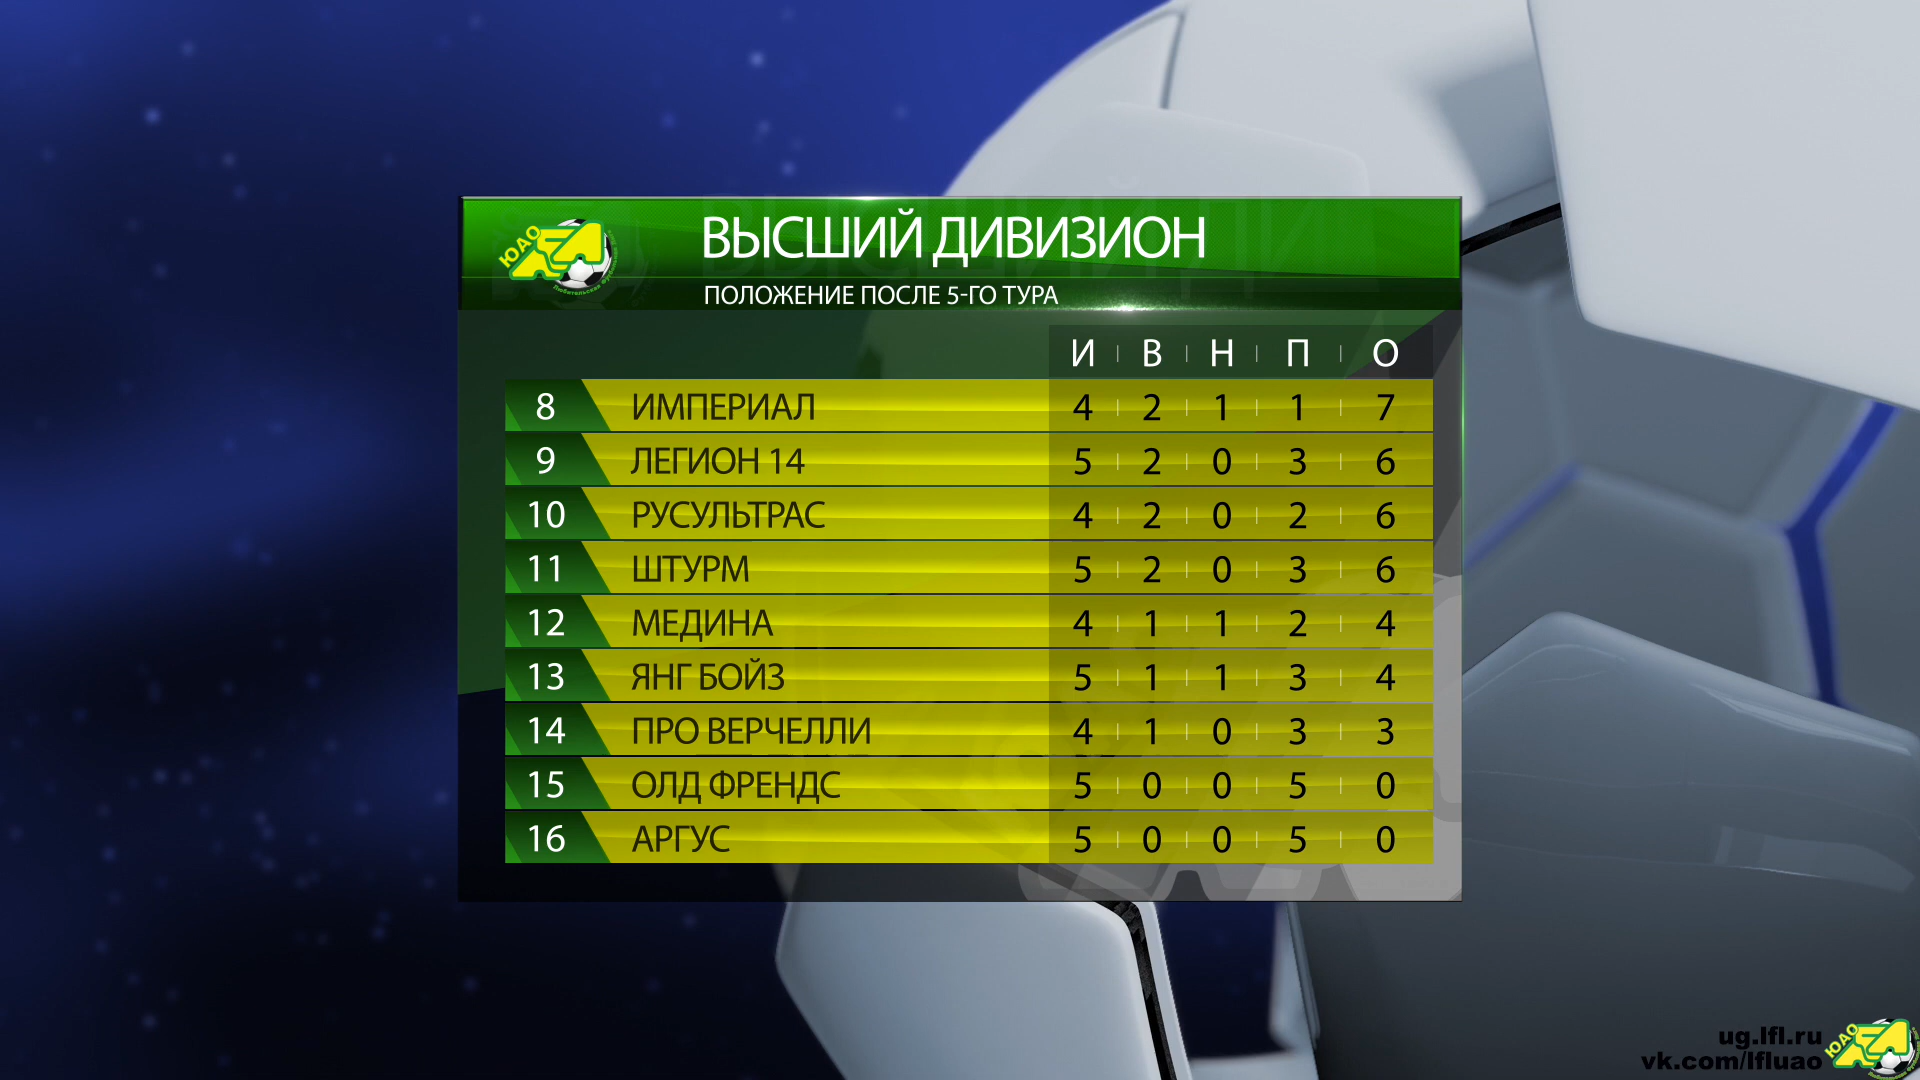 ЮАО
ВЫСШИЙ ДИВИЗИОН
ПОЛОЖЕНИЕ ПОСЛЕ 5-ГО ТУРА
И В Н П О
8 ИМПЕРИАЛ 4 2 1 1 7
9 ЛЕГИОН 14 5 2 0 3 6
10 РУСУЛЬТРАС 4 2 0 2 6
11 ШТУРМ 5 2 0 3 6
12 МЕДИНА 4 1 1 2 4
13 ЯНГ БОЙЗ 5 1 1 3 4
14 ПРО ВЕРЧЕЛЛИ 4 1 0 3 3
15 ОЛД ФРЕНДС 5 0 0 5 0
16 АРГУС 5 0 0 5 0
ug.lfl.ru
vk.com/lfluao
ЮАО